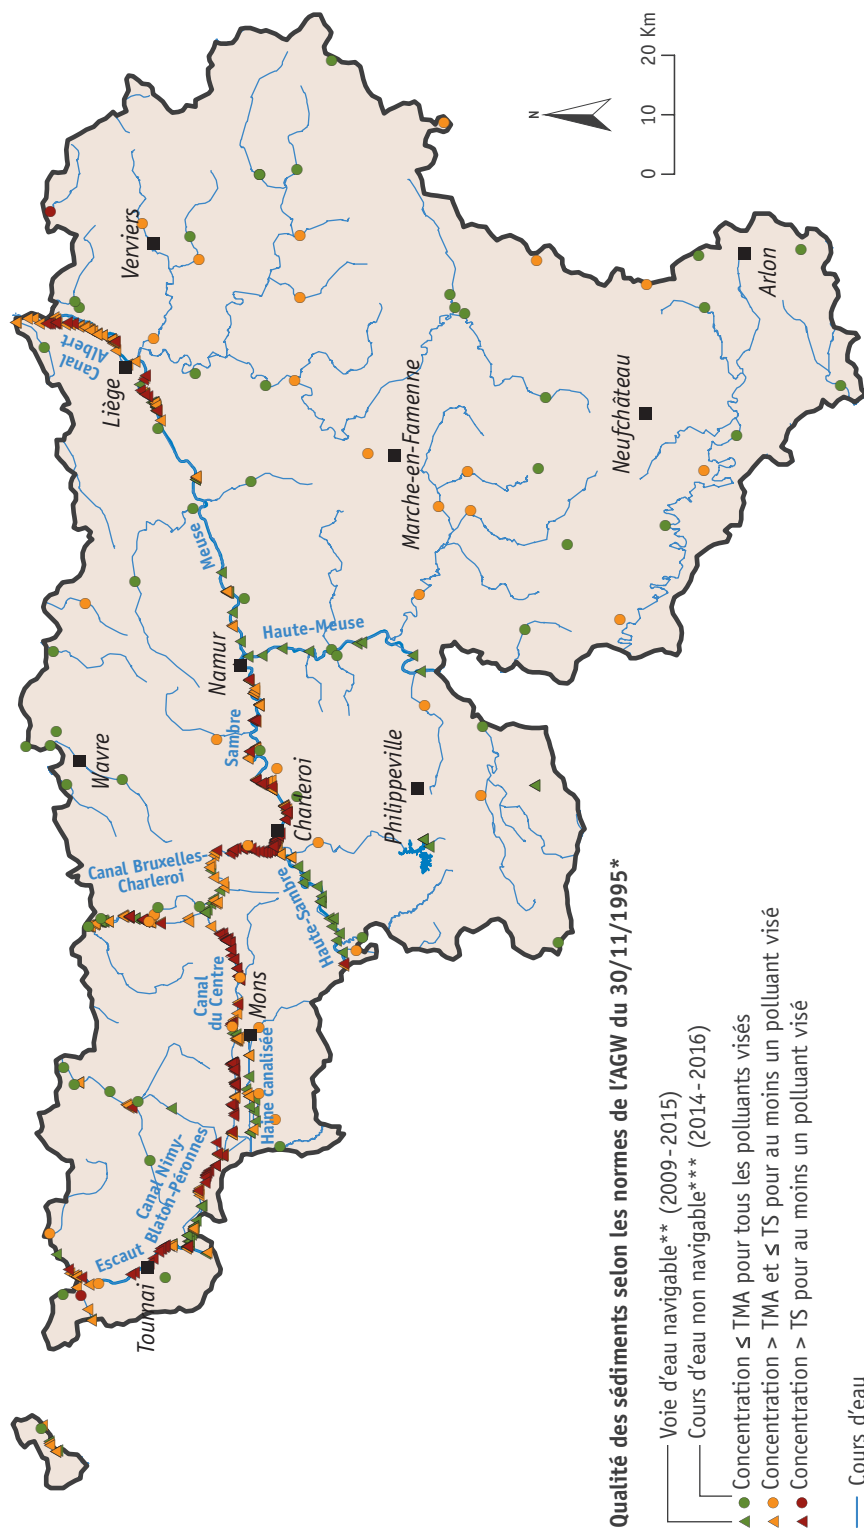 Canal
Albert
Liège
Verviers
Meuse
Namur
Haute-Meuse
Sambre
Wavre
Charleroi
Canal Bruxelles-
Charleroi
Haute-Sambre
Canal
du Centre
Mons
Haine canalisée
Canal Nimy-
Blaton-Péronnes
Escaut
Tournai
Philippeville
Marche-en-Famenne
Neufchâteau
Arlon
N
0 10 20 Km
Qualité des sédiments selon les normes de l’AGW du 30/11/1995*
Voie d’eau navigable** (2009-2015)
Cours d’eau non navigable*** (2014-2016)
Concentration ≤ TMA pour tous les polluants visés
Concentration > TMA et ≤ TS pour au moins un polluant visé
Concentration > TS pour au moins un polluant visé
Cours d’eau